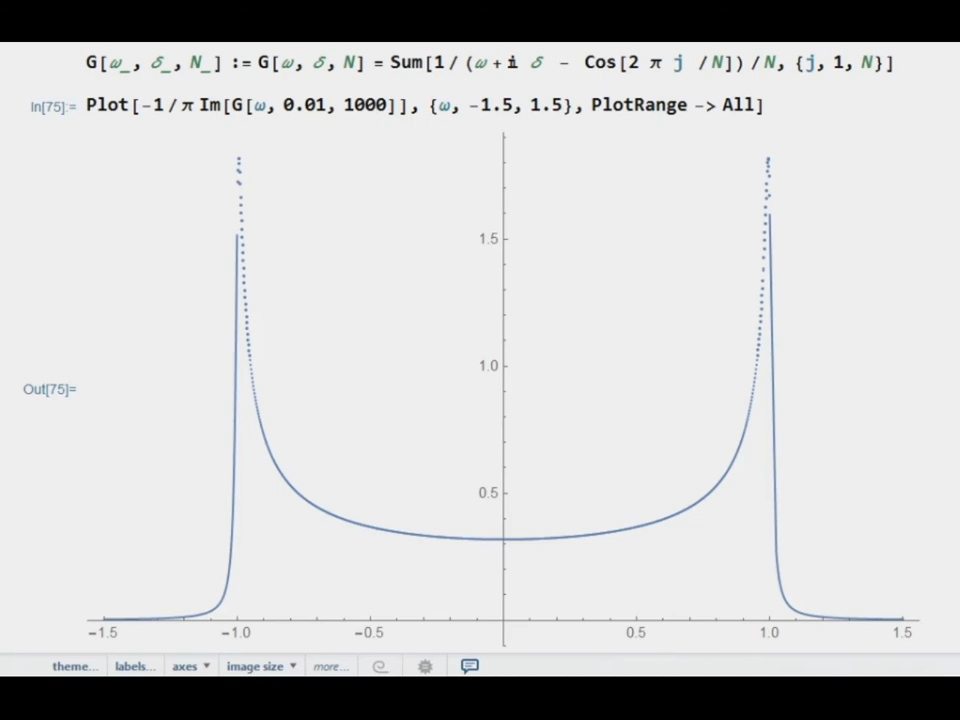 G[ω_, δ_, N_] := G[ω, δ, N] = Sum[1 / (ω + i δ - Cos[2 π j / N]) / N, {j, 1, N}]
In[75]:= Plot[-1 / π Im[G[ω, 0.01, 1000]], {ω, -1.5, 1.5}, PlotRange -> All]
1.5
1.0
Out[75]=
0.5
-1.5 -1.0 -0.5 0.5 1.0 1.5
theme... labels... axes image size more...